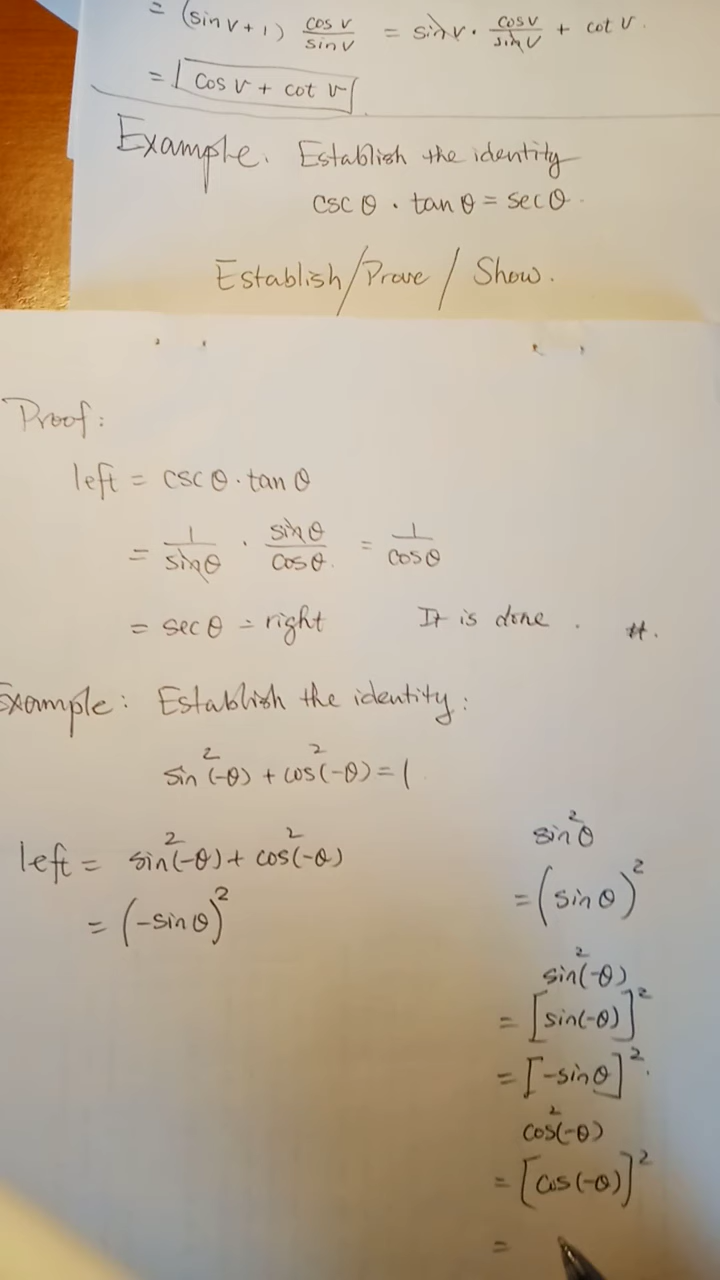 = (sin v + 1) cos v / sin v = sin v · cos v / sin v + cot v.
= cos v + cot v
Example. Establish the identity
csc θ · tan θ = sec θ.
Establish/Prove / Show.
Proof:
left = csc θ · tan θ
= 1 / sin θ · sin θ / cos θ = 1 / cos θ
= sec θ = right It is done. #.
Example: Establish the identity:
sin²(-θ) + cos²(-θ) = 1
left = sin²(-θ) + cos²(-θ)
= (-sin θ)²
sin²θ
= (sin θ)²
sin²(-θ)
= [sin(-θ)]²
= [-sin θ]².
cos²(-θ)
= [cos(-θ)]²
=